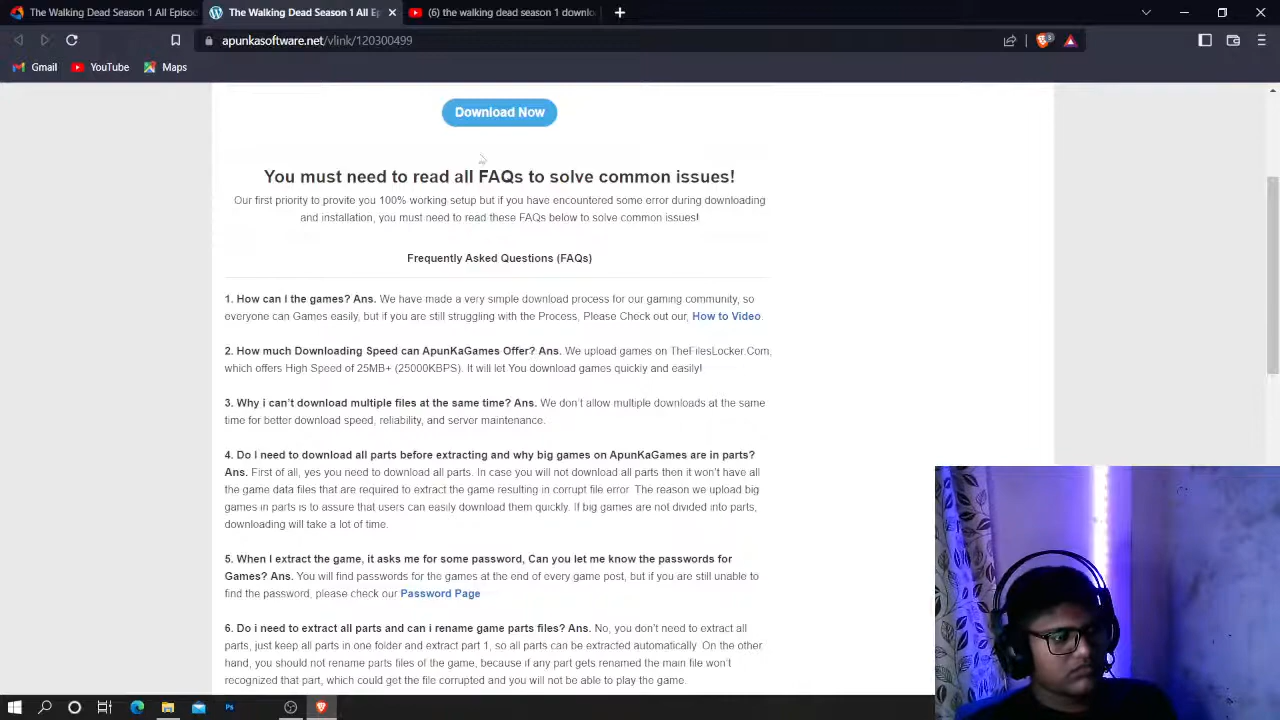 The Walking Dead Season 1 All Episo
The Walking Dead Season 1 All Ep
(6) the walking dead season 1 downlo
apunkasoftware.net/vlink/120300499
Gmail
YouTube
Maps
Download Now
You must need to read all FAQs to solve common issues!
Our first priority to provite you 100% working setup but if you have encountered some error during downloading
and installation, you must need to read these FAQs below to solve common issues!
Frequently Asked Questions (FAQs)
1. How can I the games? Ans. We have made a very simple download process for our gaming community, so
everyone can Games easily, but if you are still struggling with the Process, Please Check out our, How to Video.
2. How much Downloading Speed can ApunKaGames Offer? Ans. We upload games on TheFilesLocker.Com,
which offers High Speed of 25MB+ (25000KBPS). It will let You download games quickiy and easily!
3. Why i can't download multiple files at the same time? Ans. We don't allow multiple downloads at the same
time for better download speed, reliability, and server maintenance.
4. Do I need to download all parts before extracting and why big games on ApunKaGames are in parts?
Ans. First of all, yes you need to download all parts. In case you will not download all parts then it won't have all
the game data files that are required to extract the game resulting in corrupt file error. The reason we upload big
games in parts is to assure that users can easily download them quickly. If big games are not divided into parts,
downloading will take a lot of time.
5. When I extract the game, it asks me for some password, Can you let me know the passwords for
Games? Ans. You will find passwords for the games at the end of every game post, but if you are still unable to
find the password, please check our Password Page
6. Do i need to extract all parts and can i rename game parts files? Ans. No, you don't need to extract all
parts, just keep all parts in one folder and extract part 1, so all parts can be extracted automatically. On the other
hand, you should not rename parts files of the game, because if any part gets renamed the main file won't
recognized that part, which could get the file corrupted and you will not be able to play the game.